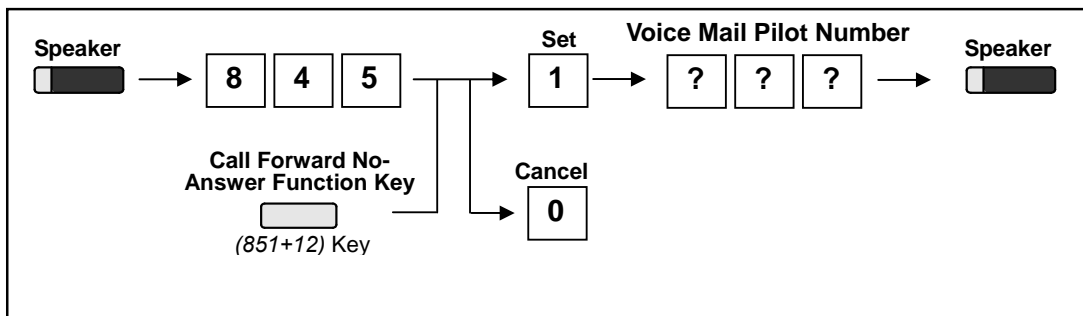 Speaker
8 4 5
Set
1
Voice Mail Pilot Number
? ? ?
Speaker
Call Forward No-
Answer Function Key
(851+12) Key
Cancel
0